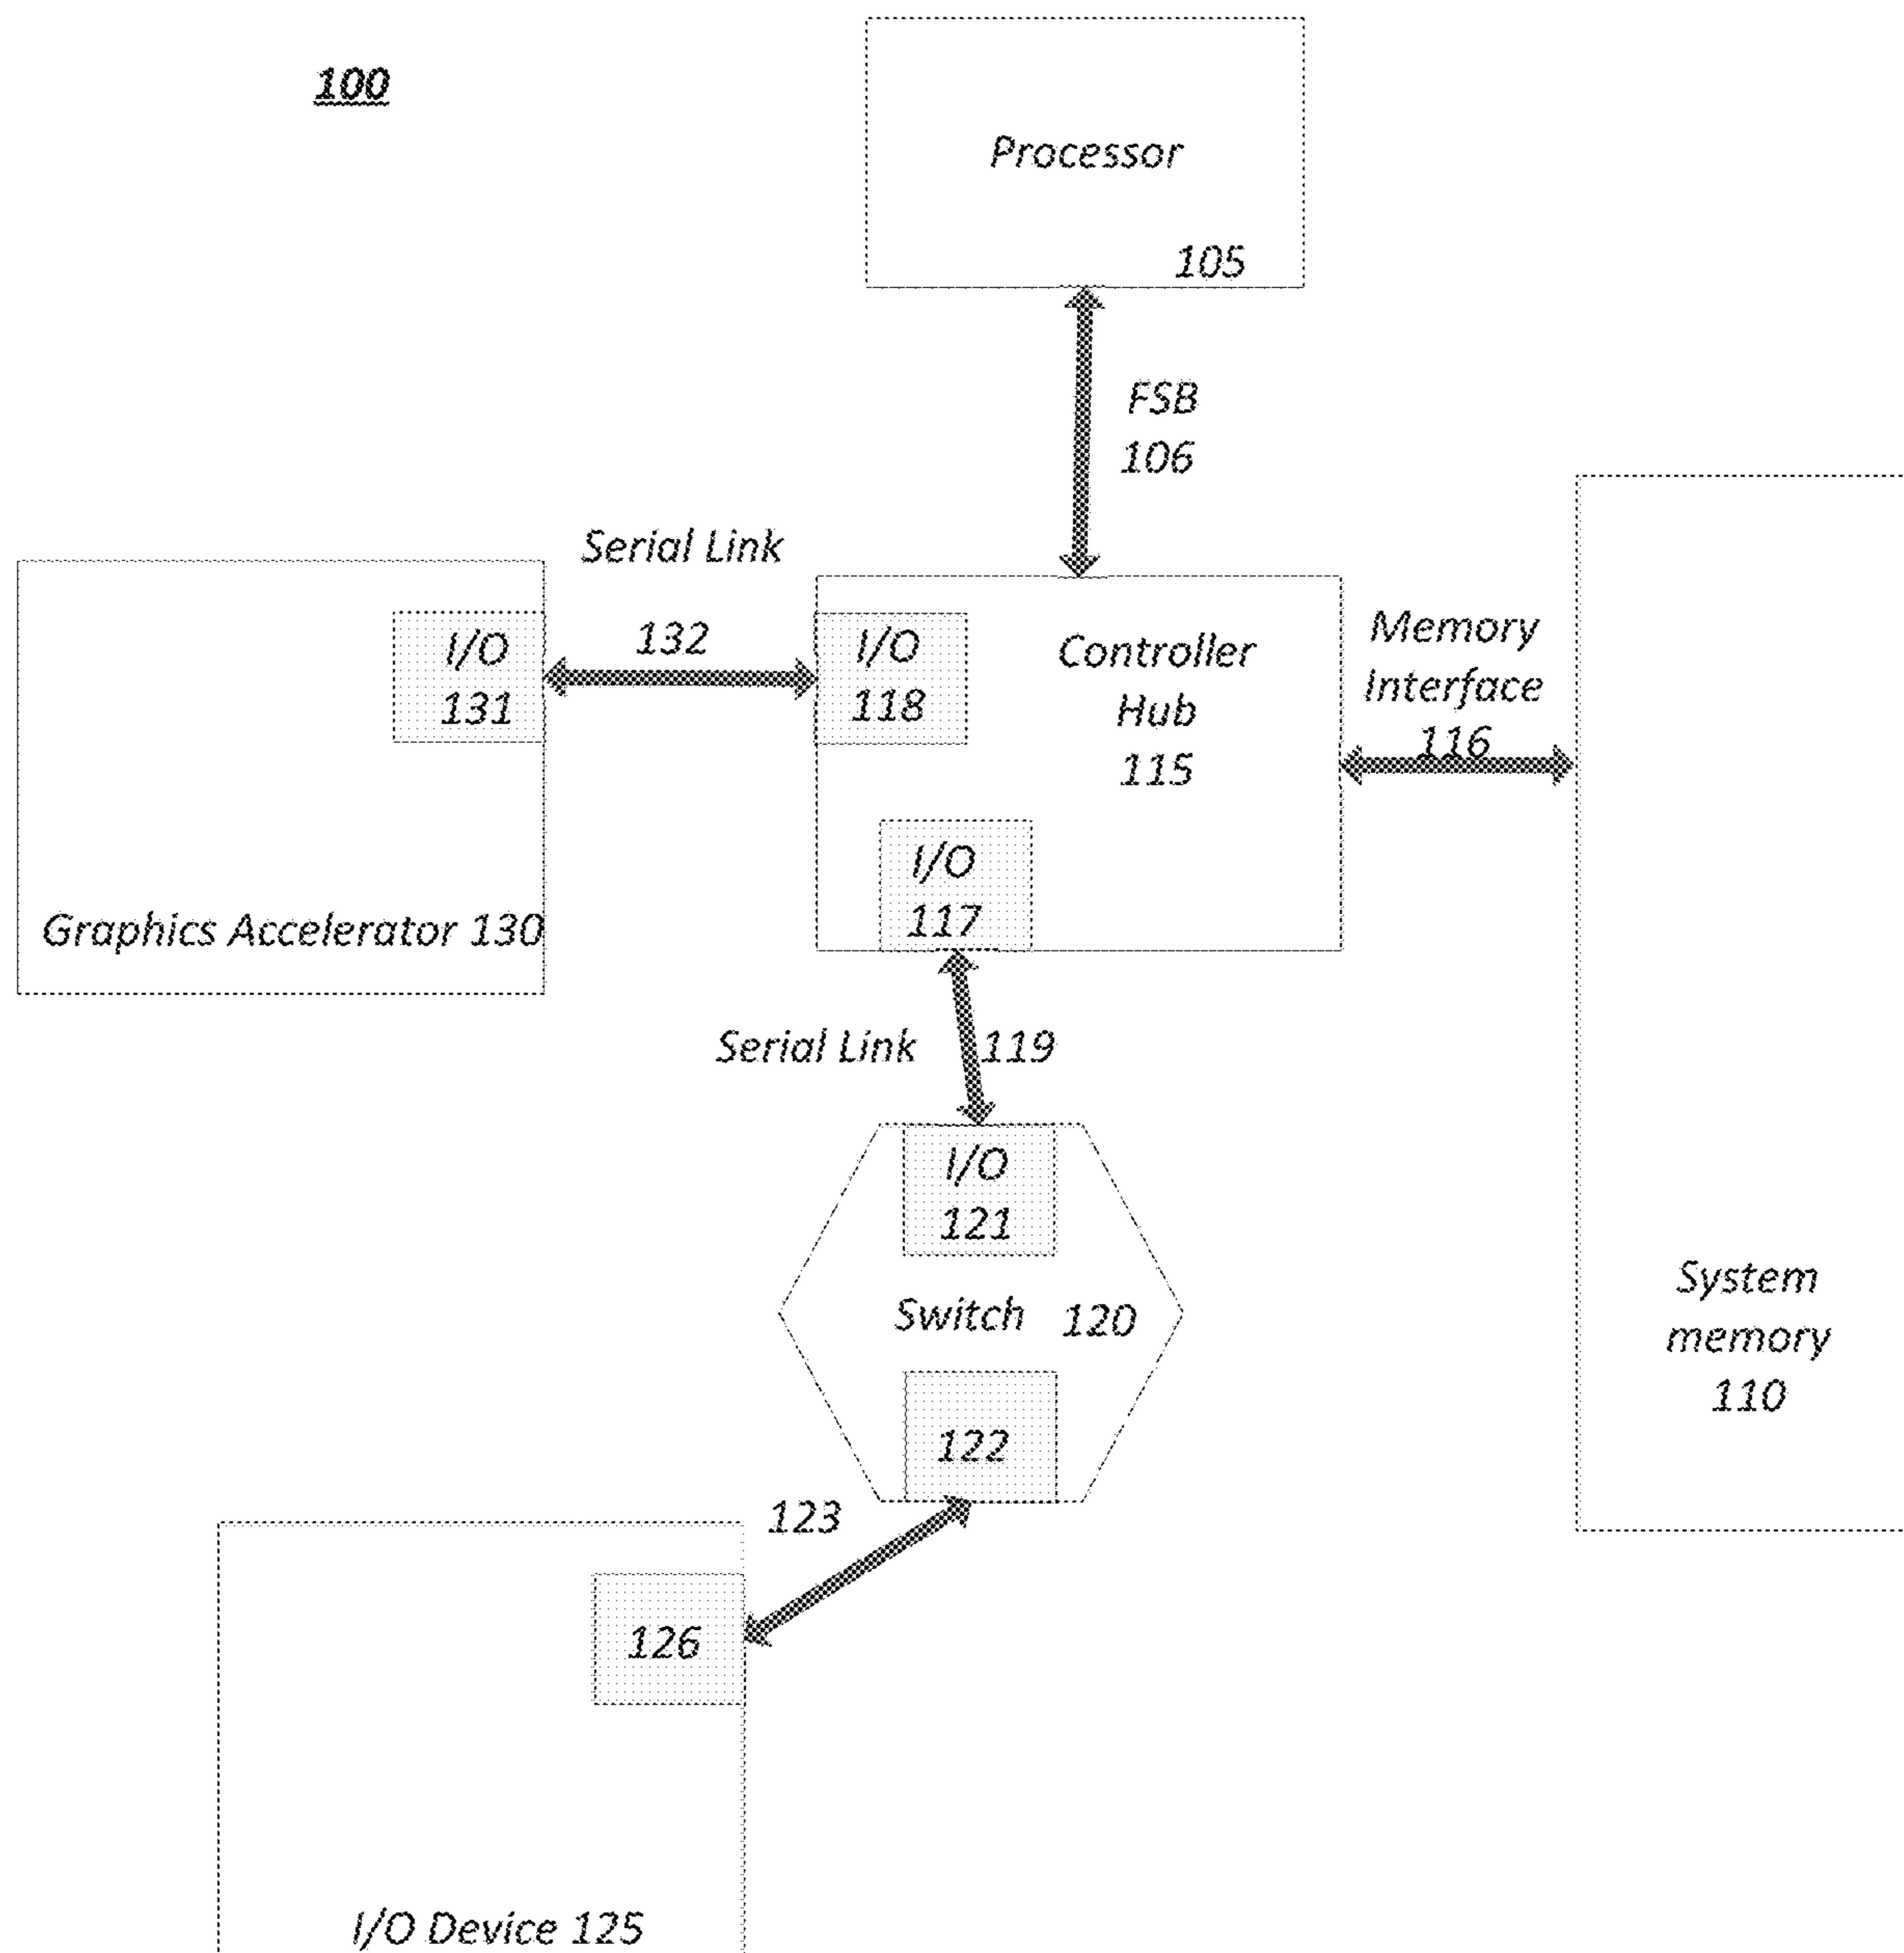 100
Processor
105
FSB
106
Serial Link
132
I/O
131
I/O
118
Controller
Hub
115
Memory
Interface
116
I/O
117
Graphics Accelerator 130
Serial Link
119
I/O
121
Switch 120
122
System
memory
110
123
126
I/O Device 125